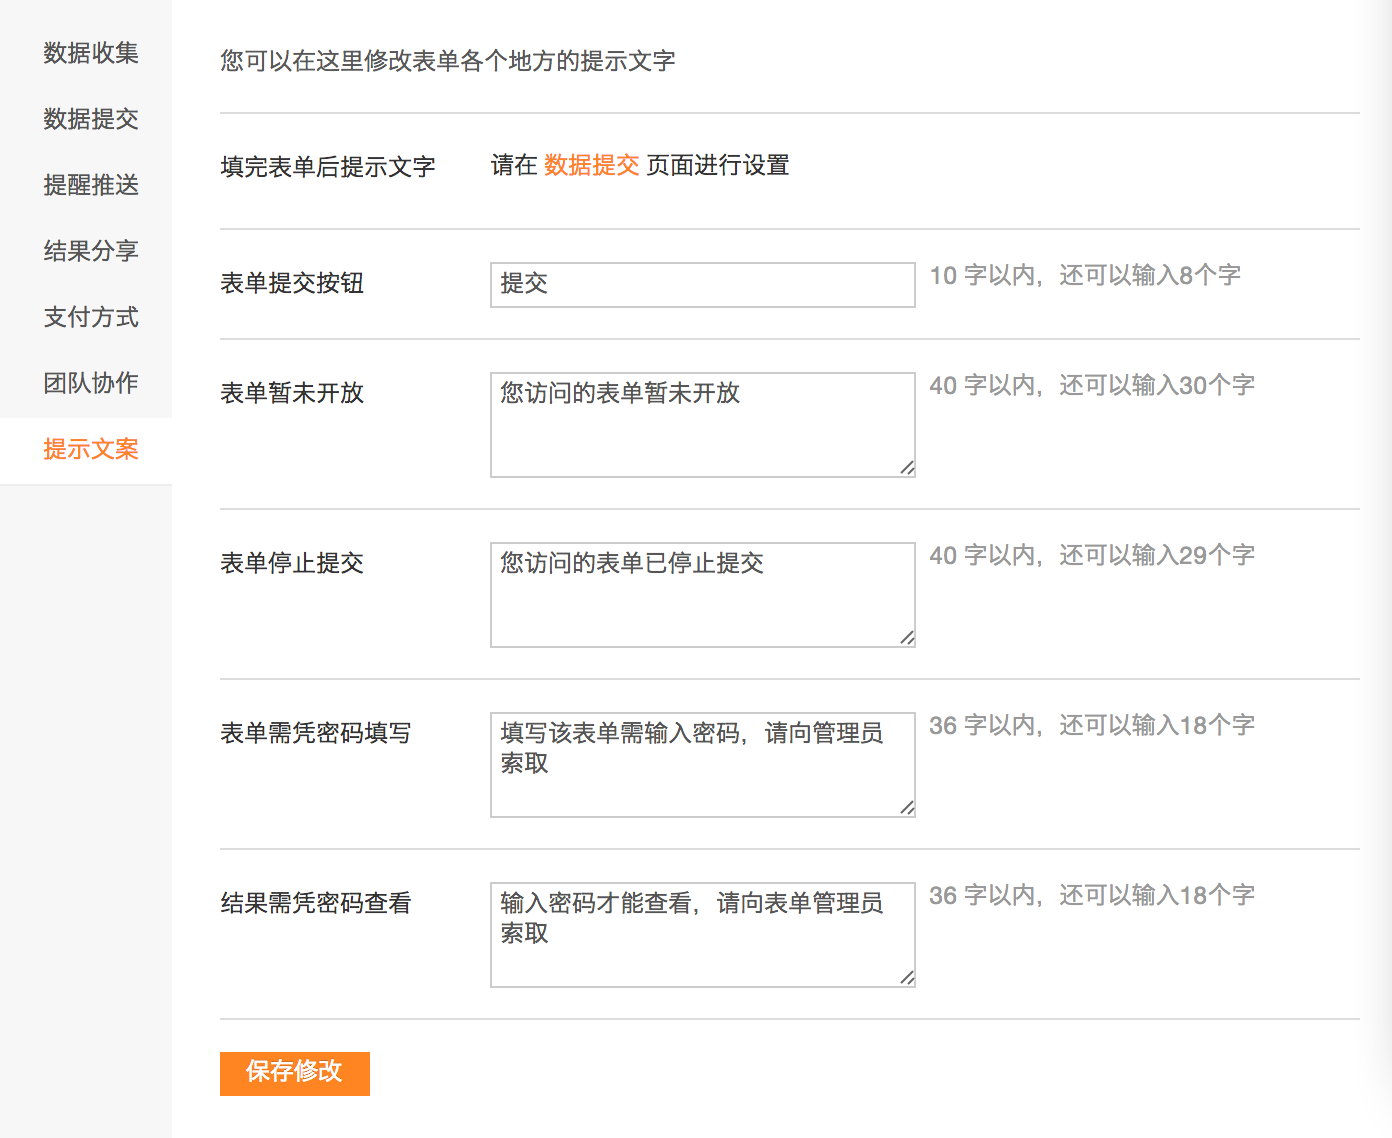 数据收集
数据提交
提醒推送
结果分享
支付方式
团队协作
提示文案
您可以在这里修改表单各个地方的提示文字
填完表单后提示文字 请在 数据提交 页面进行设置
表单提交按钮 提交 10 字以内，还可以输入8个字
表单暂未开放 您访问的表单暂未开放 40 字以内，还可以输入30个字
表单停止提交 您访问的表单已停止提交 40 字以内，还可以输入29个字
表单需凭密码填写 填写该表单需输入密码，请向管理员 36 字以内，还可以输入18个字
索取
结果需凭密码查看 输入密码才能查看，请向表单管理员 36 字以内，还可以输入18个字
索取
保存修改